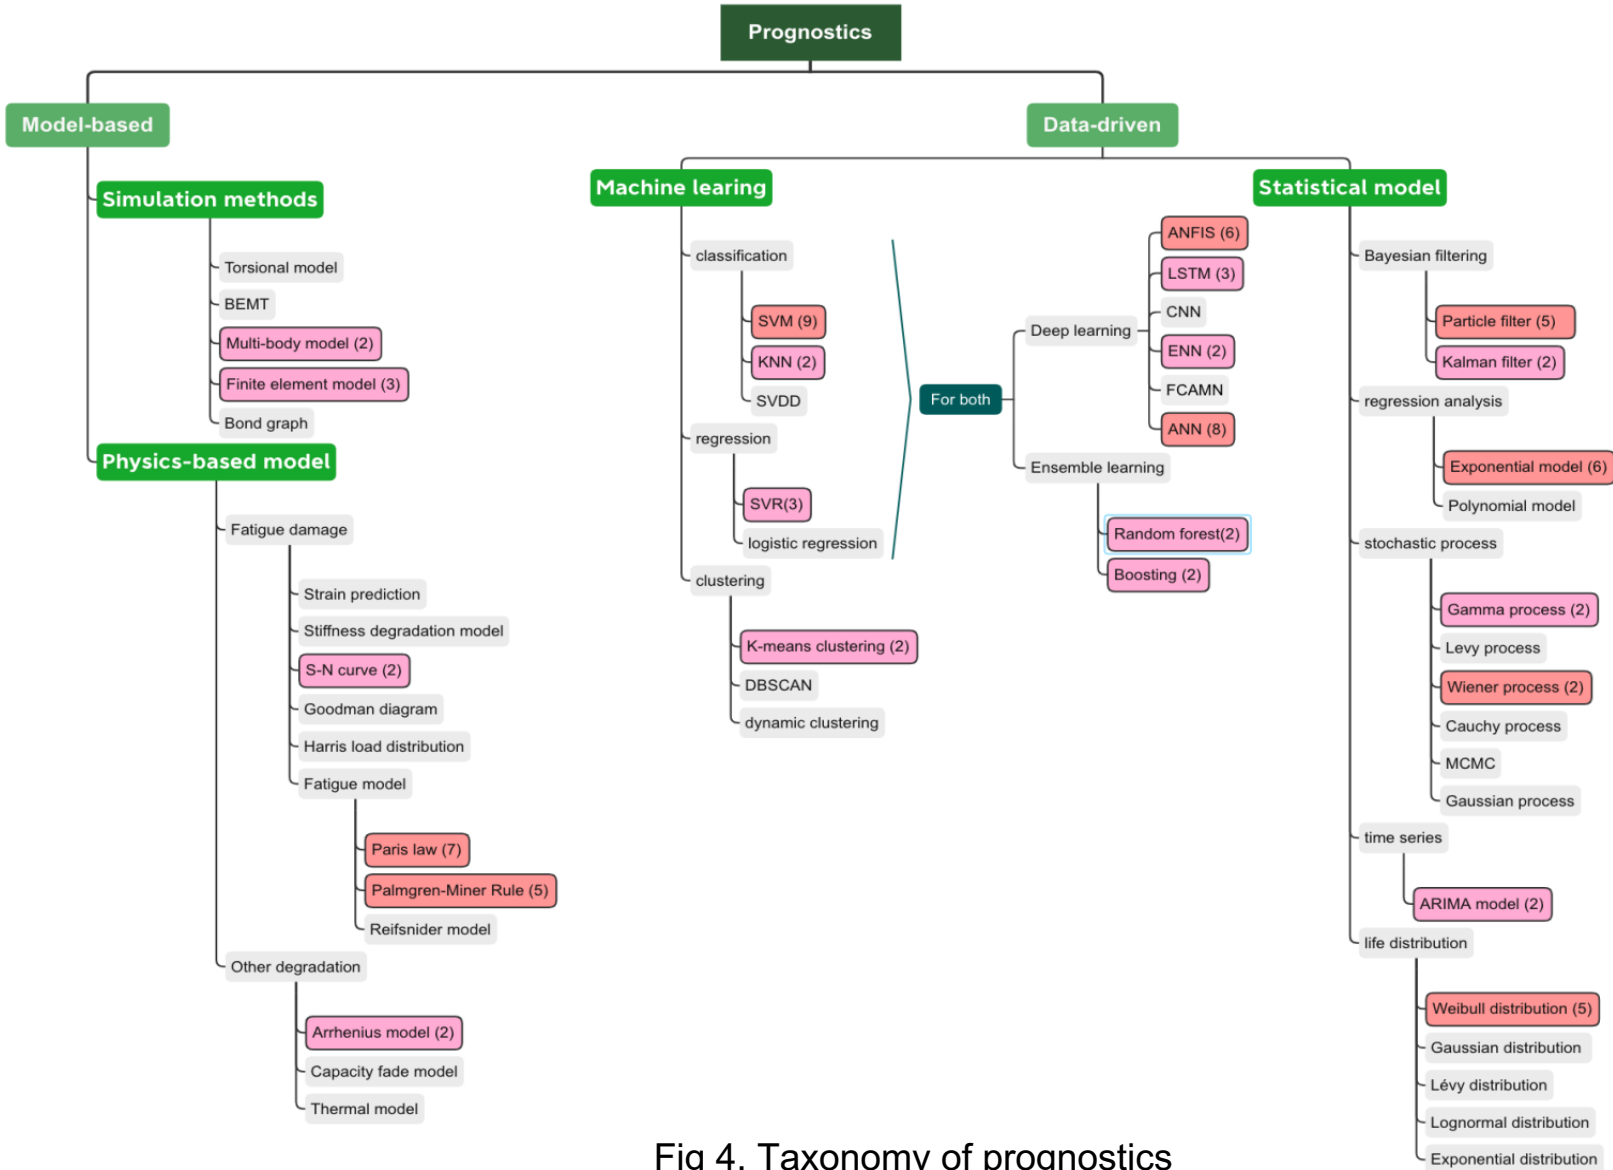 Prognostics
Model-based
Simulation methods
Torsional model
BEMT
Multi-body model (2)
Finite element model (3)
Bond graph
Physics-based model
Fatigue damage
Strain prediction
Stiffness degradation model
S-N curve (2)
Goodman diagram
Harris load distribution
Fatigue model
Paris law (7)
Palmgren-Miner Rule (5)
Reifsnider model
Other degradation
Arrhenius model (2)
Capacity fade model
Thermal model
Data-driven
Machine learing
classification
SVM (9)
KNN (2)
SVDD
regression
SVR(3)
logistic regression
clustering
K-means clustering (2)
DBSCAN
dynamic clustering
For both
Deep learning
ANFIS (6)
LSTM (3)
CNN
ENN (2)
FCAMN
ANN (8)
Ensemble learning
Random forest(2)
Boosting (2)
Statistical model
Bayesian filtering
Particle filter (5)
Kalman filter (2)
regression analysis
Exponential model (6)
Polynomial model
stochastic process
Gamma process (2)
Levy process
Wiener process (2)
Cauchy process
MCMC
Gaussian process
time series
ARIMA model (2)
life distribution
Weibull distribution (5)
Gaussian distribution
Lévy distribution
Lognormal distribution
Exponential distribution
Fig 4. Taxonomy of prognostics